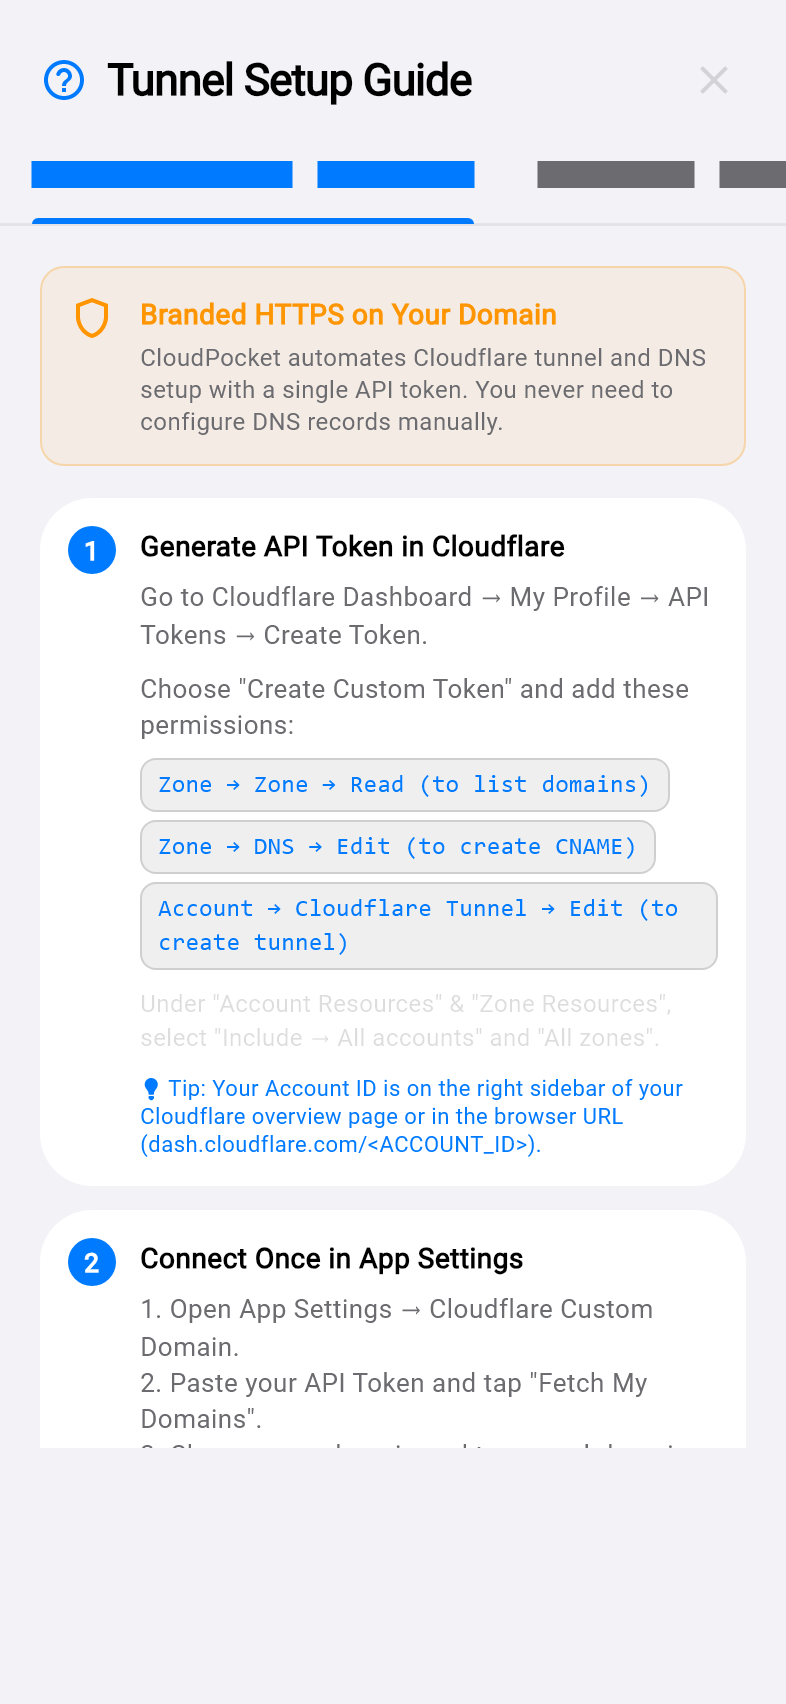 Tunnel Setup Guide
Branded HTTPS on Your Domain
CloudPocket automates Cloudflare tunnel and DNS
setup with a single API token. You never need to
configure DNS records manually.
1
Generate API Token in Cloudflare
Go to Cloudflare Dashboard → My Profile → API
Tokens → Create Token.
Choose "Create Custom Token" and add these
permissions:
Zone → Zone → Read (to list domains)
Zone → DNS → Edit (to create CNAME)
Account → Cloudflare Tunnel → Edit (to
create tunnel)
Under "Account Resources" & "Zone Resources",
select "Include → All accounts" and "All zones".
Tip: Your Account ID is on the right sidebar of your
Cloudflare overview page or in the browser URL
(dash.cloudflare.com/<ACCOUNT_ID>).
2
Connect Once in App Settings
1. Open App Settings → Cloudflare Custom
Domain.
2. Paste your API Token and tap "Fetch My
Domains".